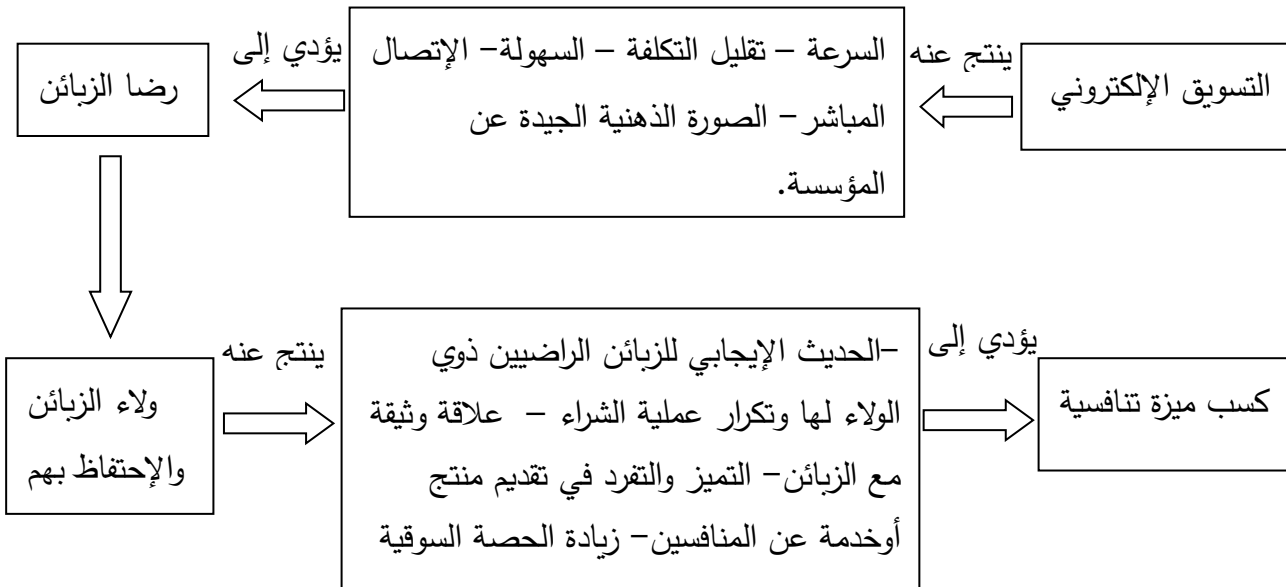 التسويق الإلكتروني
ينتج عنه
السرعة – تقليل التكلفة – السهولة– الإتصال
المباشر – الصورة الذهنية الجيدة عن
المؤسسة.
يؤدي إلى
رضا الزبائن
ولاء الزبائن
والإحتفاظ بهم
ينتج عنه
–الحديث الإيجابي للزبائن الراضيين ذوي
الولاء لها وتكرار عملية الشراء – علاقة وثيقة
مع الزبائن– التميز والتفرد في تقديم منتج
أوخدمة عن المنافسين– زيادة الحصة السوقية
يؤدي إلى
كسب ميزة تنافسية